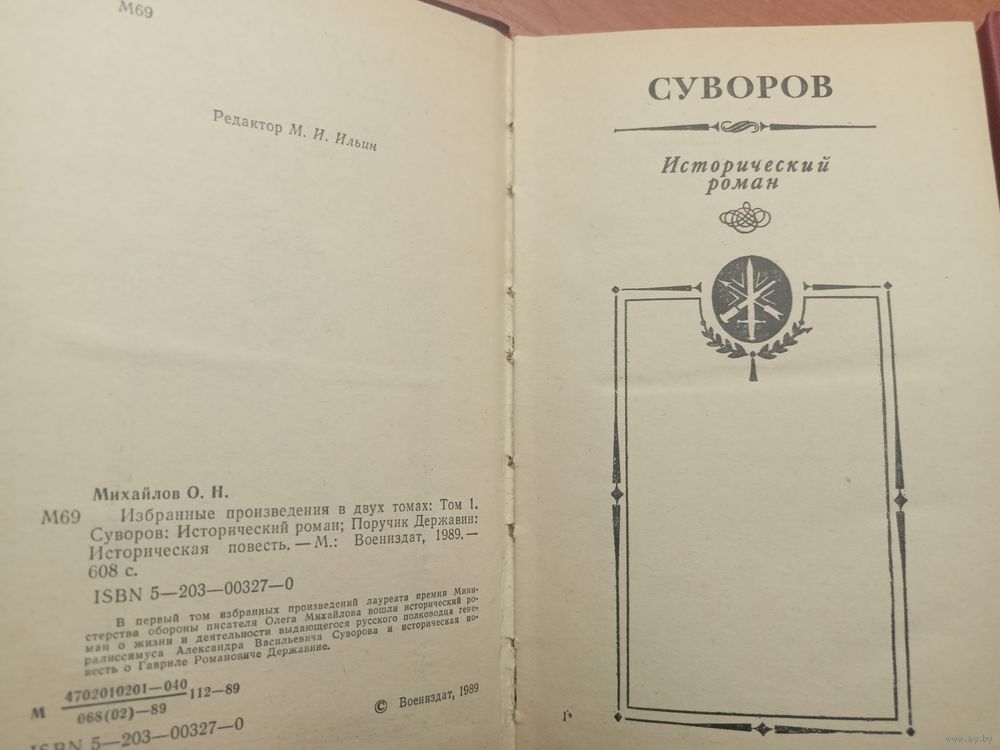 М69
Редактор М. И. Ильин
Михайлов О. Н.
М69 Избранные произведения в двух томах: Том 1.
Суворов: Исторический роман; Поручик Державин:
Историческая повесть. — М.: Воениздат, 1989.—
608 с.
ISBN 5—203—00327—0
В первый том избранных произведений лауреата премии Мини-
стерства обороны писателя Олега Михайлова вошли исторический ро-
ман о жизни и деятельности выдающегося русского полководца гене-
ралиссимуса Александра Васильевича Суворова и историческая по-
весть о Гавриле Романовиче Державине.
М 4702010201—040 112—89
068(02)—89
ISBN 5—203—00327—0
© Воениздат, 1989
СУВОРОВ
Исторический
роман
1*
www.ay.by